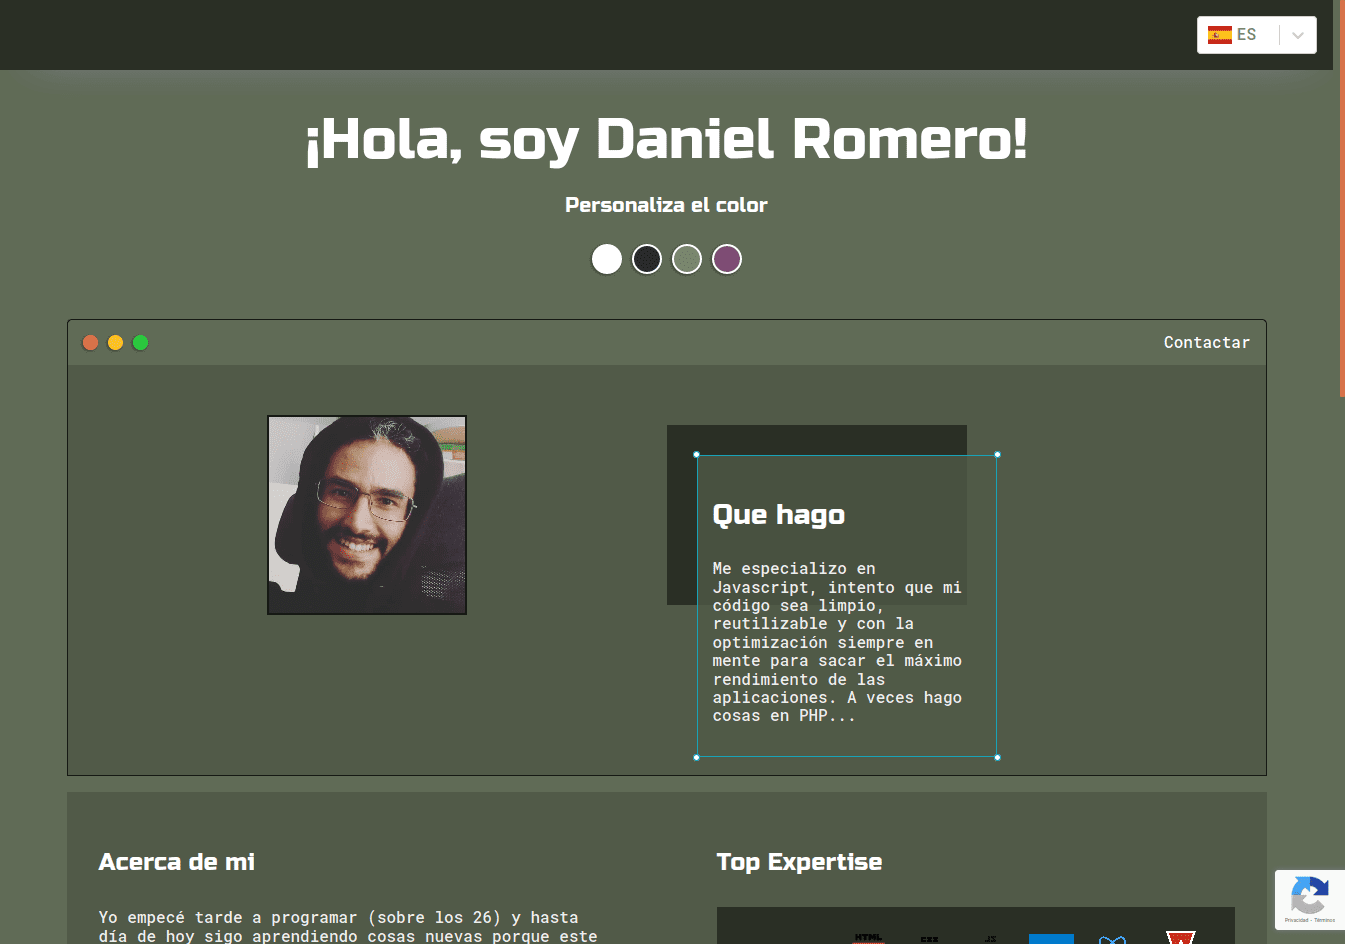 ES
¡Hola, soy Daniel Romero!
Personaliza el color
Contactar
Que hago
Me especializo en
Javascript, intento que mi
código sea limpio,
reutilizable y con la
optimización siempre en
mente para sacar el máximo
rendimiento de las
aplicaciones. A veces hago
cosas en PHP...
Acerca de mi
Yo empecé tarde a programar (sobre los 26) y hasta
día de hoy sigo aprendiendo cosas nuevas porque este
Top Expertise
HTML
CSS
JS
Privacidad - Términos